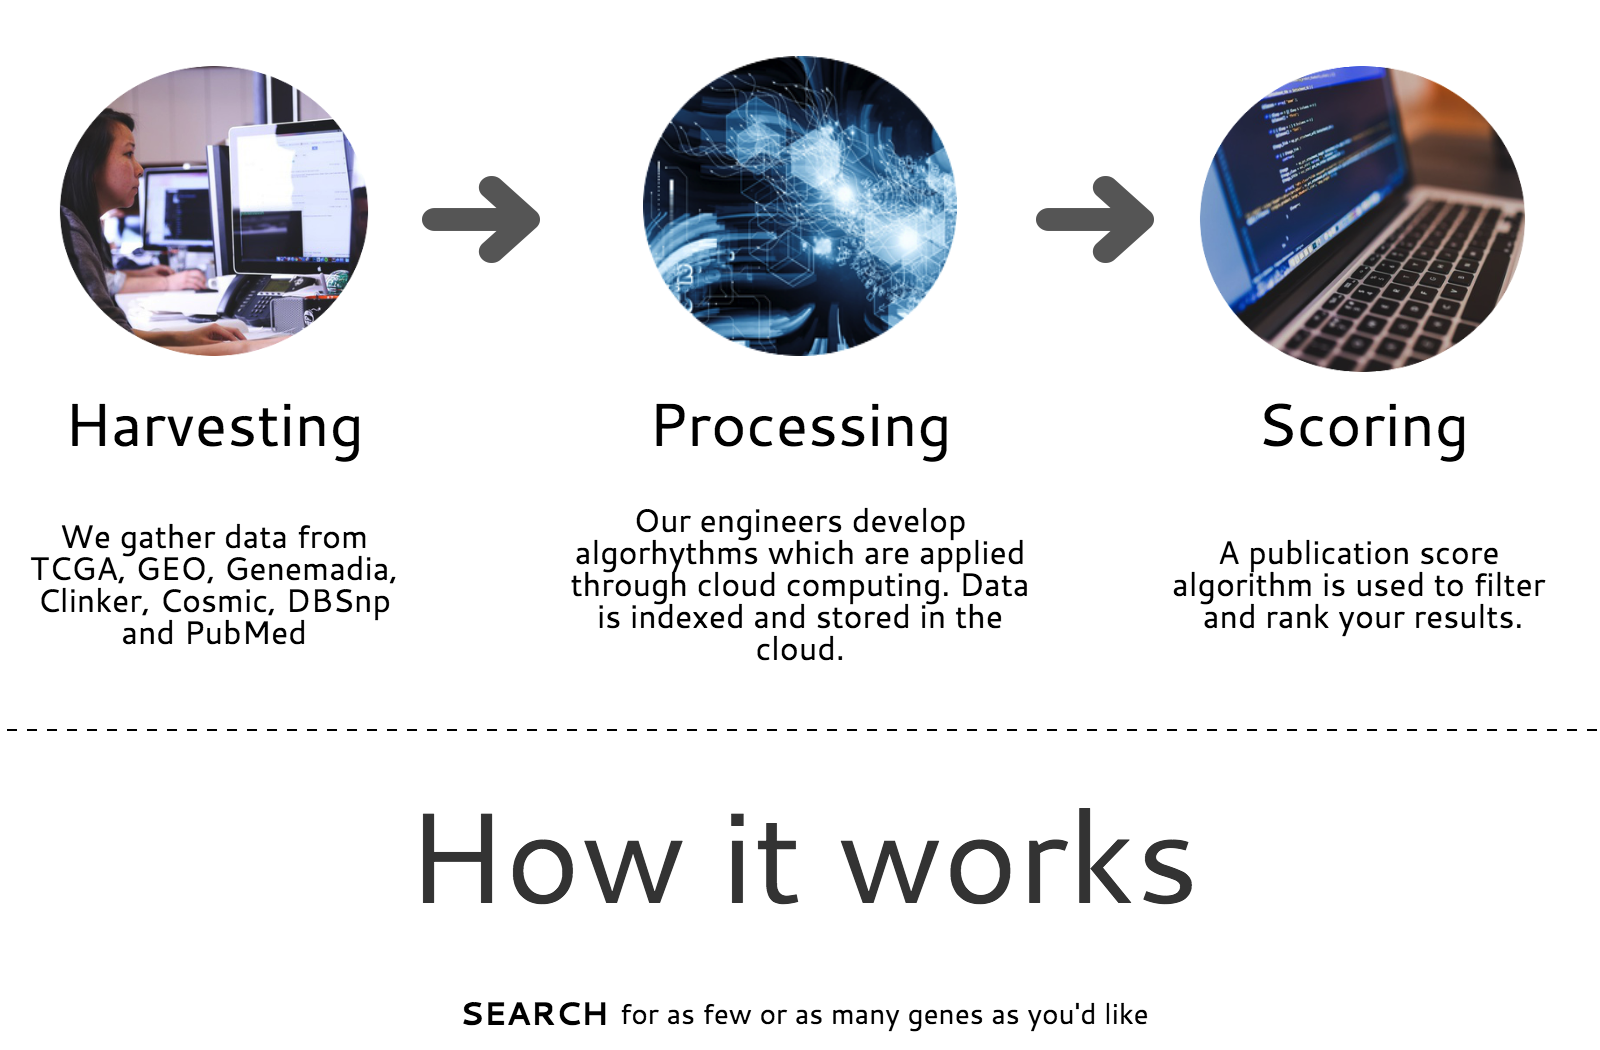 Harvesting
We gather data from
TCGA, GEO, Genemadia,
Clinker, Cosmic, DBSnp
and PubMed
Processing
Our engineers develop
algorhythms which are applied
through cloud computing. Data
is indexed and stored in the
cloud.
Scoring
A publication score
algorithm is used to filter
and rank your results.
How it works
SEARCH for as few or as many genes as you'd like